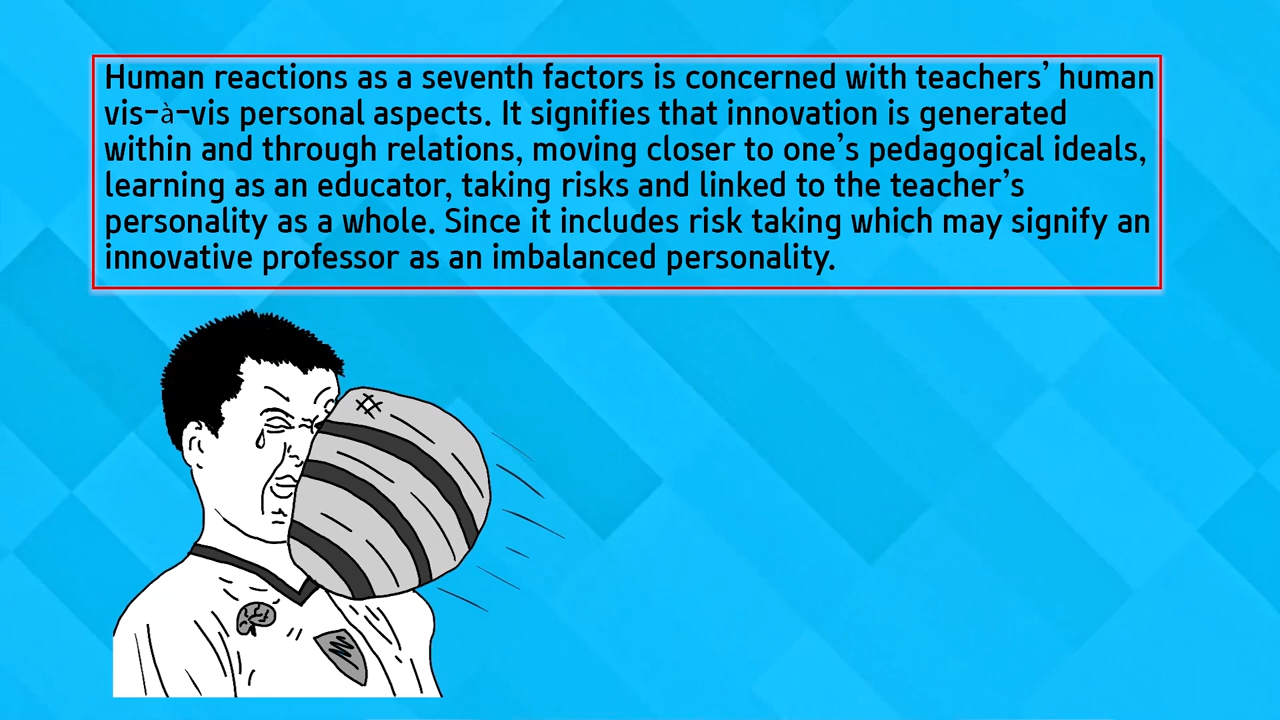 Human reactions as a seventh factors is concerned with teachers’ human
vis-à-vis personal aspects. It signifies that innovation is generated
within and through relations, moving closer to one’s pedagogical ideals,
learning as an educator, taking risks and linked to the teacher’s
personality as a whole. Since it includes risk taking which may signify an
innovative professor as an imbalanced personality.